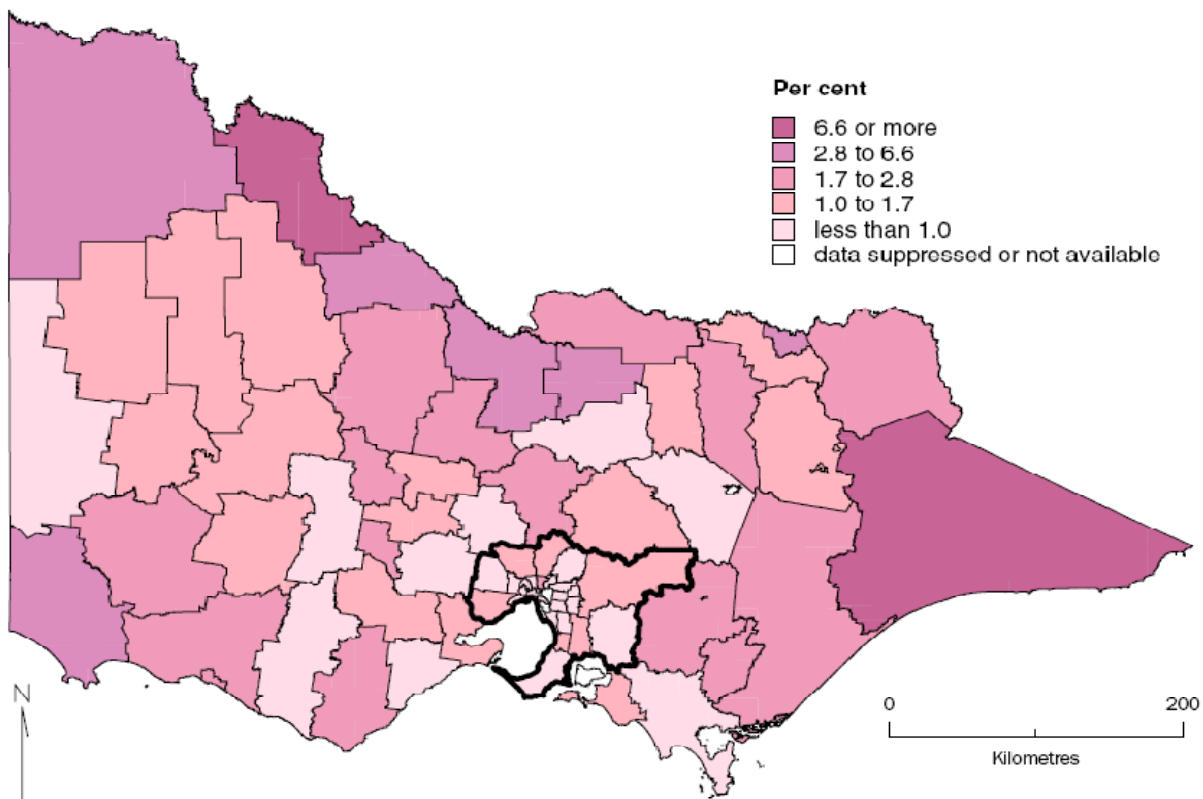 Per cent
6.6 or more
2.8 to 6.6
1.7 to 2.8
1.0 to 1.7
less than 1.0
data suppressed or not available
N
0 200
Kilometres